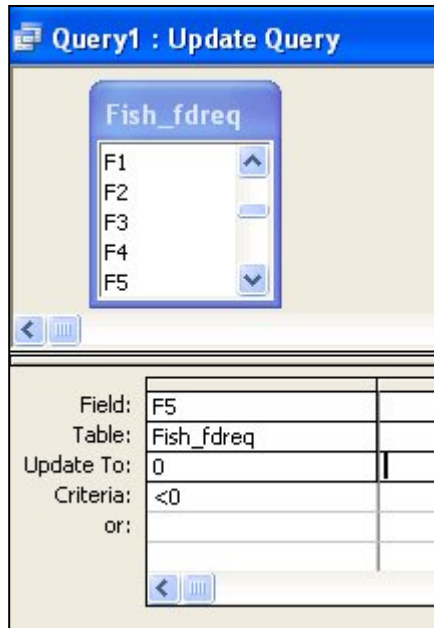 Query1 : Update Query
Fish_fdreq
F1
F2
F3
F4
F5
Field: F5
Table: Fish_fdreq
Update To: 0
Criteria: <0
or: